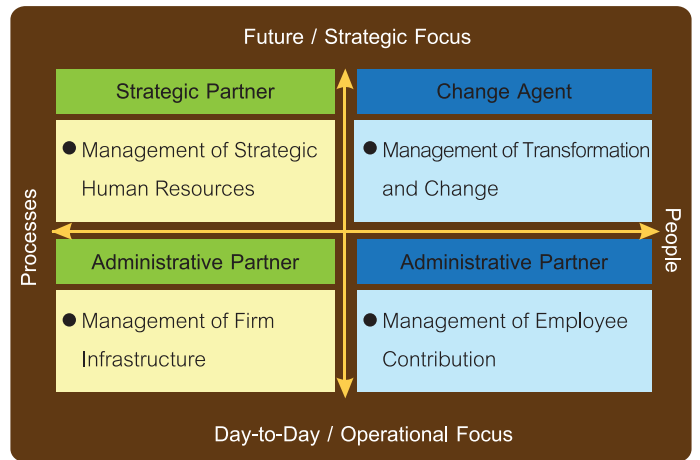 Future / Strategic Focus
Strategic Partner
Change Agent
● Management of Strategic
Human Resources
● Management of Transformation
and Change
Processes
People
Administrative Partner
Administrative Partner
● Management of Firm
Infrastructure
● Management of Employee
Contribution
Day-to-Day / Operational Focus